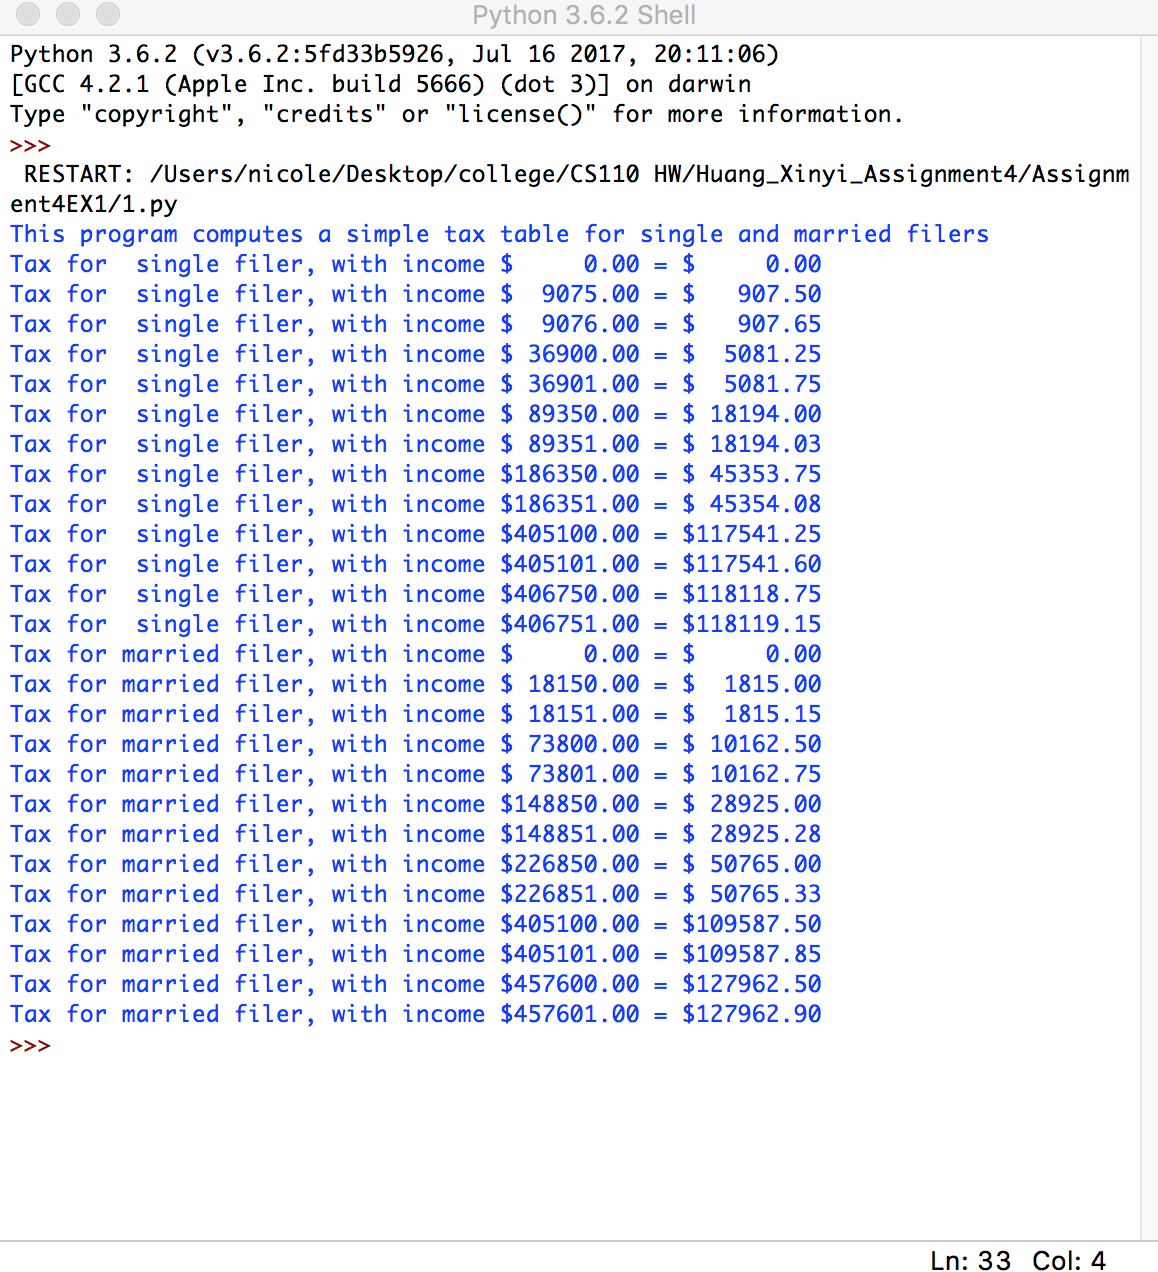 Python 3.6.2 Shell
Python 3.6.2 (v3.6.2:5fd33b5926, Jul 16 2017, 20:11:06)
[GCC 4.2.1 (Apple Inc. build 5666) (dot 3)] on darwin
Type "copyright", "credits" or "license()" for more information.
>>>
 RESTART: /Users/nicole/Desktop/college/CS110 HW/Huang_Xinyi_Assignment4/Assignm
ent4EX1/1.py
This program computes a simple tax table for single and married filers
Tax for  single filer, with income $     0.00 = $     0.00
Tax for  single filer, with income $  9075.00 = $   907.50
Tax for  single filer, with income $  9076.00 = $   907.65
Tax for  single filer, with income $ 36900.00 = $  5081.25
Tax for  single filer, with income $ 36901.00 = $  5081.75
Tax for  single filer, with income $ 89350.00 = $ 18194.00
Tax for  single filer, with income $ 89351.00 = $ 18194.03
Tax for  single filer, with income $186350.00 = $ 45353.75
Tax for  single filer, with income $186351.00 = $ 45354.08
Tax for  single filer, with income $405100.00 = $117541.25
Tax for  single filer, with income $405101.00 = $117541.60
Tax for  single filer, with income $406750.00 = $118118.75
Tax for  single filer, with income $406751.00 = $118119.15
Tax for married filer, with income $     0.00 = $     0.00
Tax for married filer, with income $ 18150.00 = $  1815.00
Tax for married filer, with income $ 18151.00 = $  1815.15
Tax for married filer, with income $ 73800.00 = $ 10162.50
Tax for married filer, with income $ 73801.00 = $ 10162.75
Tax for married filer, with income $148850.00 = $ 28925.00
Tax for married filer, with income $148851.00 = $ 28925.28
Tax for married filer, with income $226850.00 = $ 50765.00
Tax for married filer, with income $226851.00 = $ 50765.33
Tax for married filer, with income $405100.00 = $109587.50
Tax for married filer, with income $405101.00 = $109587.85
Tax for married filer, with income $457600.00 = $127962.50
Tax for married filer, with income $457601.00 = $127962.90
>>>
Ln: 33 Col: 4